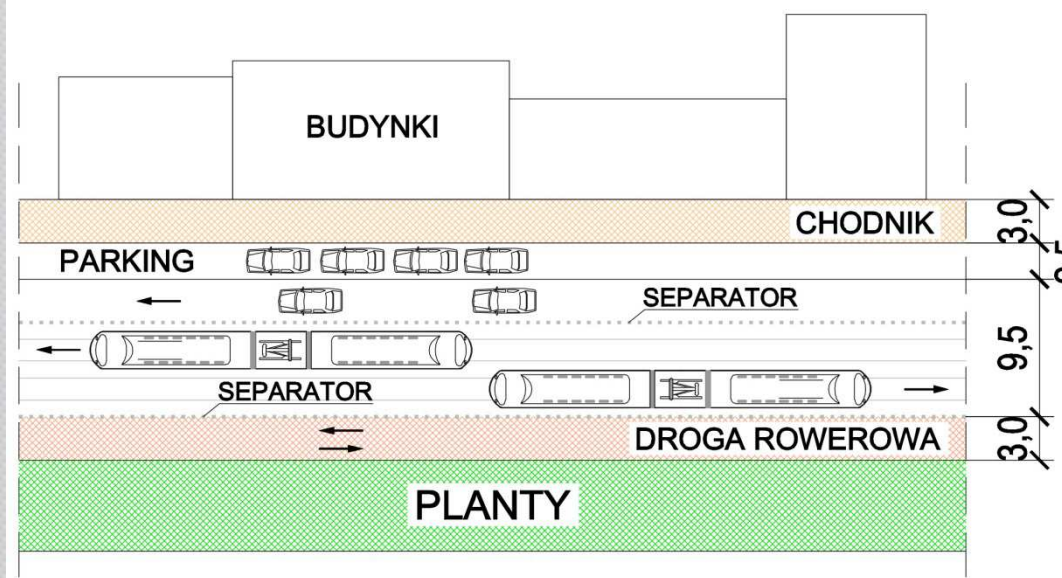 BUDYNKI
CHODNIK
3,0
PARKING
SEPARATOR
9,5
SEPARATOR
DROGA ROWEROWA
3,0
PLANTY